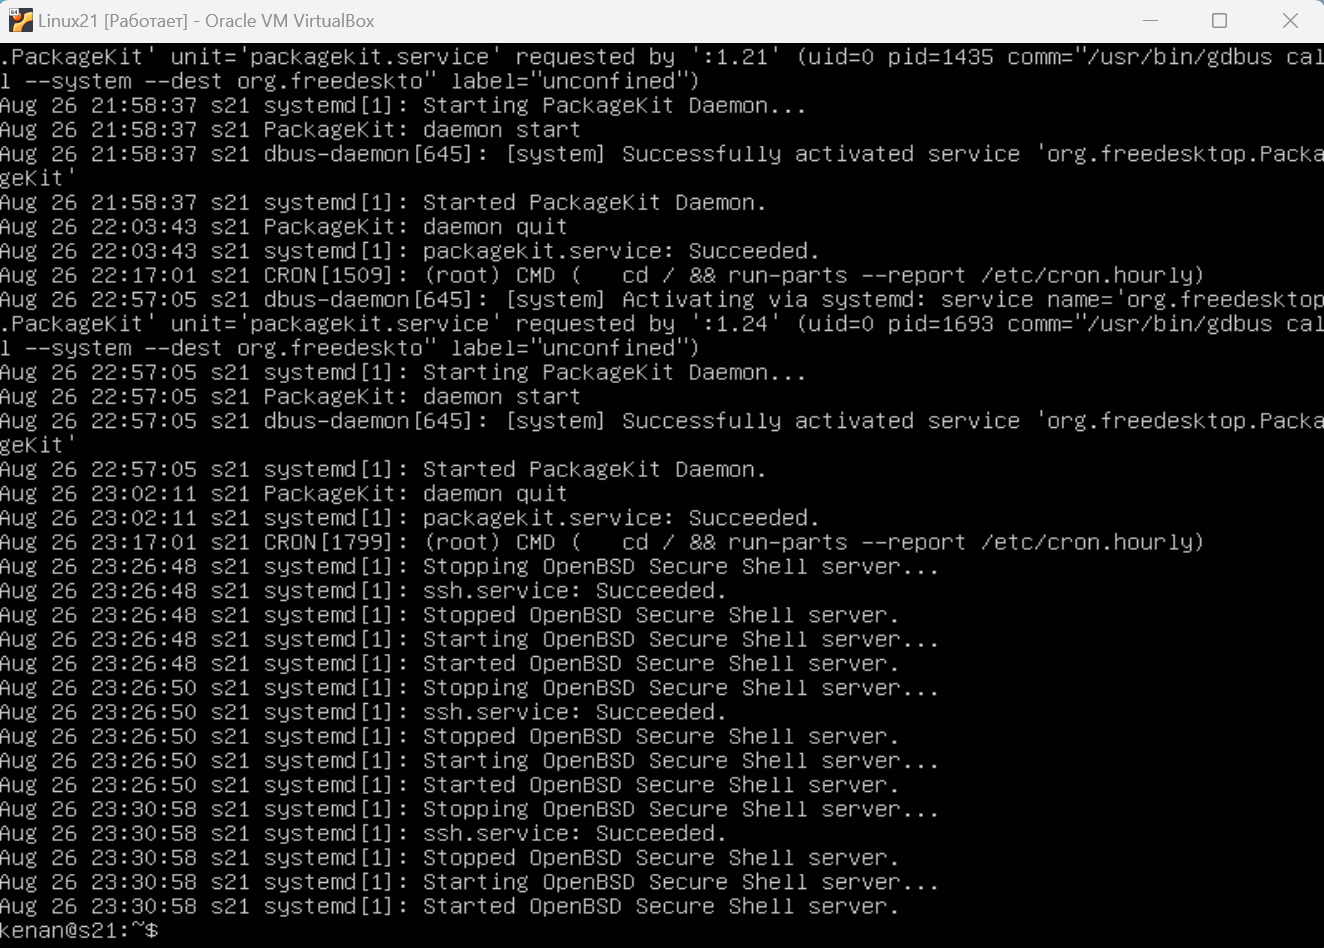 Linux21 [Работает] - Oracle VM VirtualBox
.PackageKit' unit='packagekit.service' requested by ':1.21' (uid=0 pid=1435 comm="/usr/bin/gdbus cal
l --system --dest org.freedeskto" label="unconfined")
Aug 26 21:58:37 s21 systemd[1]: Starting PackageKit Daemon...
Aug 26 21:58:37 s21 PackageKit: daemon start
Aug 26 21:58:37 s21 dbus-daemon[645]: [system] Successfully activated service 'org.freedesktop.Packa
geKit'
Aug 26 21:58:37 s21 systemd[1]: Started PackageKit Daemon.
Aug 26 22:03:43 s21 PackageKit: daemon quit
Aug 26 22:03:43 s21 systemd[1]: packagekit.service: Succeeded.
Aug 26 22:17:01 s21 CRON[1509]: (root) CMD (   cd / && run-parts --report /etc/cron.hourly)
Aug 26 22:57:05 s21 dbus-daemon[645]: [system] Activating via systemd: service name='org.freedesktop
.PackageKit' unit='packagekit.service' requested by ':1.24' (uid=0 pid=1693 comm="/usr/bin/gdbus cal
l --system --dest org.freedeskto" label="unconfined")
Aug 26 22:57:05 s21 systemd[1]: Starting PackageKit Daemon...
Aug 26 22:57:05 s21 PackageKit: daemon start
Aug 26 22:57:05 s21 dbus-daemon[645]: [system] Successfully activated service 'org.freedesktop.Packa
geKit'
Aug 26 22:57:05 s21 systemd[1]: Started PackageKit Daemon.
Aug 26 23:02:11 s21 PackageKit: daemon quit
Aug 26 23:02:11 s21 systemd[1]: packagekit.service: Succeeded.
Aug 26 23:17:01 s21 CRON[1799]: (root) CMD (   cd / && run-parts --report /etc/cron.hourly)
Aug 26 23:26:48 s21 systemd[1]: Stopping OpenBSD Secure Shell server...
Aug 26 23:26:48 s21 systemd[1]: ssh.service: Succeeded.
Aug 26 23:26:48 s21 systemd[1]: Stopped OpenBSD Secure Shell server.
Aug 26 23:26:48 s21 systemd[1]: Starting OpenBSD Secure Shell server...
Aug 26 23:26:48 s21 systemd[1]: Started OpenBSD Secure Shell server.
Aug 26 23:26:50 s21 systemd[1]: Stopping OpenBSD Secure Shell server...
Aug 26 23:26:50 s21 systemd[1]: ssh.service: Succeeded.
Aug 26 23:26:50 s21 systemd[1]: Stopped OpenBSD Secure Shell server.
Aug 26 23:26:50 s21 systemd[1]: Starting OpenBSD Secure Shell server...
Aug 26 23:26:50 s21 systemd[1]: Started OpenBSD Secure Shell server.
Aug 26 23:30:58 s21 systemd[1]: Stopping OpenBSD Secure Shell server...
Aug 26 23:30:58 s21 systemd[1]: ssh.service: Succeeded.
Aug 26 23:30:58 s21 systemd[1]: Stopped OpenBSD Secure Shell server.
Aug 26 23:30:58 s21 systemd[1]: Starting OpenBSD Secure Shell server...
Aug 26 23:30:58 s21 systemd[1]: Started OpenBSD Secure Shell server.
kenan@s21:~$